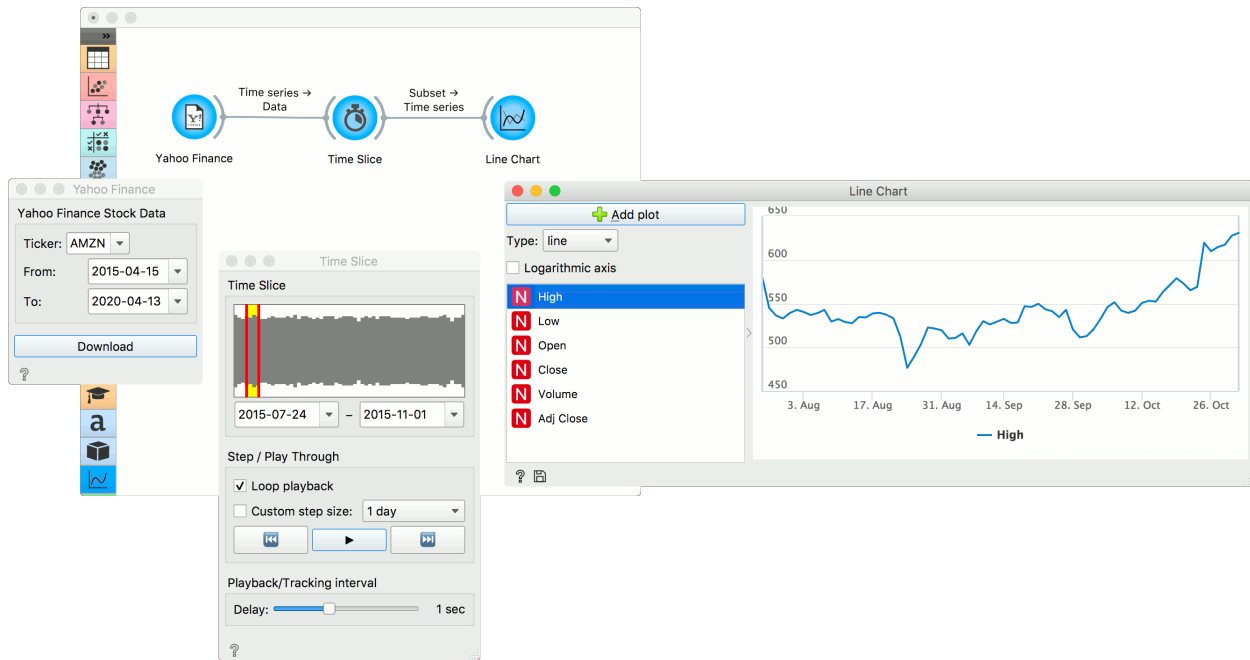 »
Time series →
Data
Subset →
Time series
Yahoo Finance
Time Slice
Line Chart
Yahoo Finance
Yahoo Finance Stock Data
Ticker: AMZN
From: 2015-04-15
To: 2020-04-13
Download
?
a
Time Slice
Time Slice
2015-07-24 – 2015-11-01
Step / Play Through
Loop playback
Custom step size: 1 day
Playback/Tracking interval
Delay: 1 sec
?
Line Chart
Add plot
Type: line
Logarithmic axis
N High
N Low
N Open
N Close
N Volume
N Adj Close
?
650
600
550
500
450
3. Aug 17. Aug 31. Aug 14. Sep 28. Sep 12. Oct 26. Oct
High